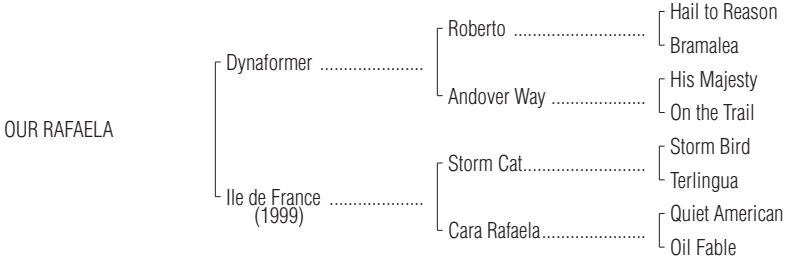 Hail to Reason
Roberto ............................
Bramalea
Dynaformer ......................
His Majesty
Andover Way ....................
On the Trail
OUR RAFAELA
Storm Bird
Storm Cat..........................
Terlingua
Ile de France ....................
(1999)
Quiet American
Cara Rafaela......................
Oil Fable